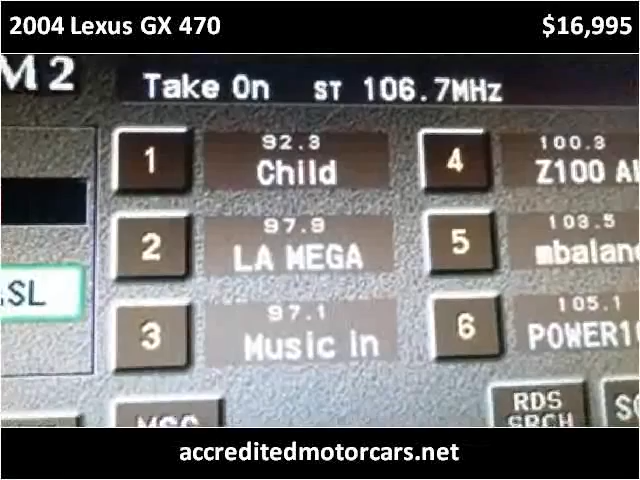 2004 Lexus GX 470 $16,995
M2 Take On ST 106.7MHz
1 92.3 Child 4 100.3 Z100
2 97.9 LA MEGA 5 103.5
3 97.1 Music in 6 105.1
RDS
accreditedmotorcars.net